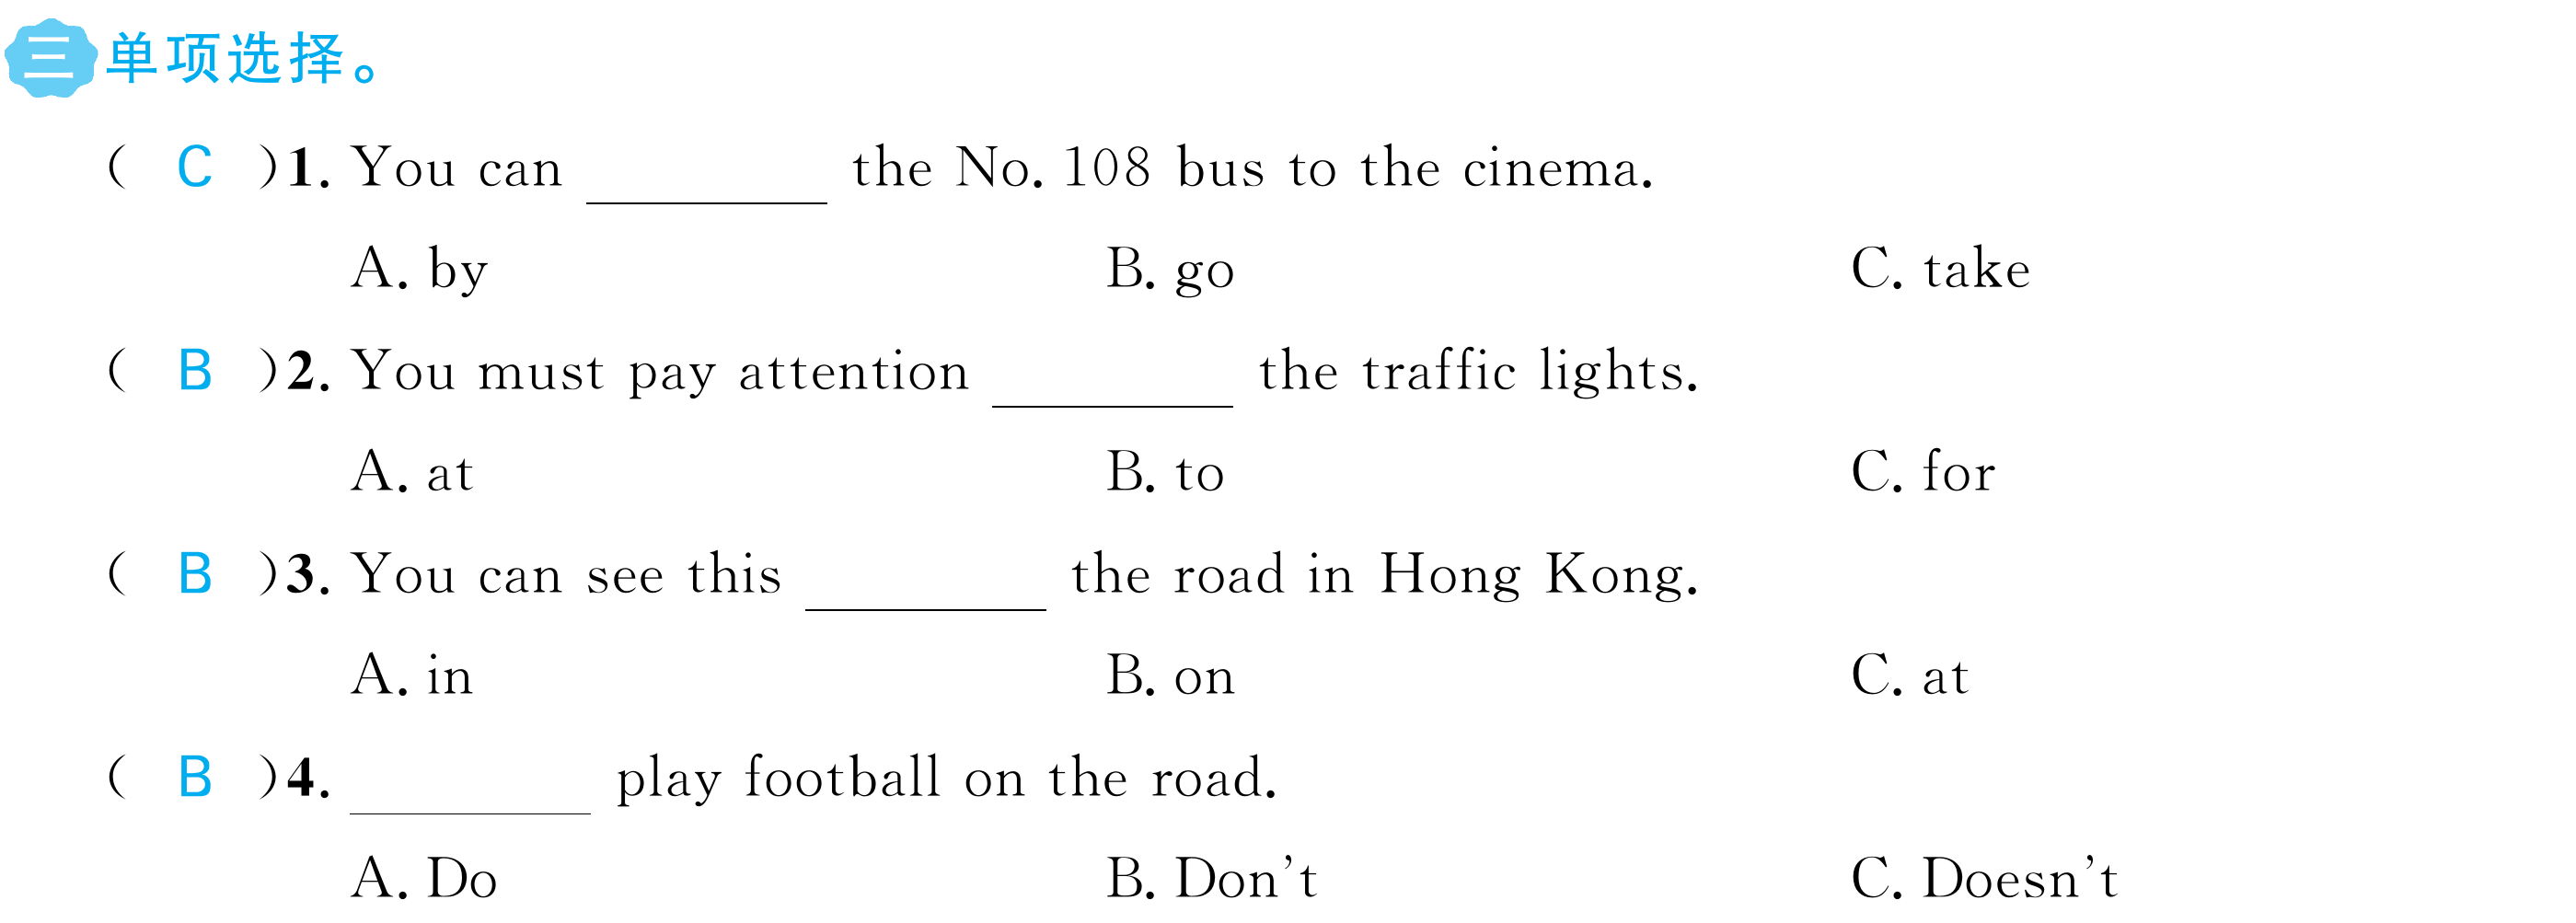 三 单项选择。
( C )1. You can ________ the No. 108 bus to the cinema.
A. by B. go C. take
( B )2. You must pay attention ________ the traffic lights.
A. at B. to C. for
( B )3. You can see this ________ the road in Hong Kong.
A. in B. on C. at
( B )4. ________ play football on the road.
A. Do B. Don't C. Doesn't